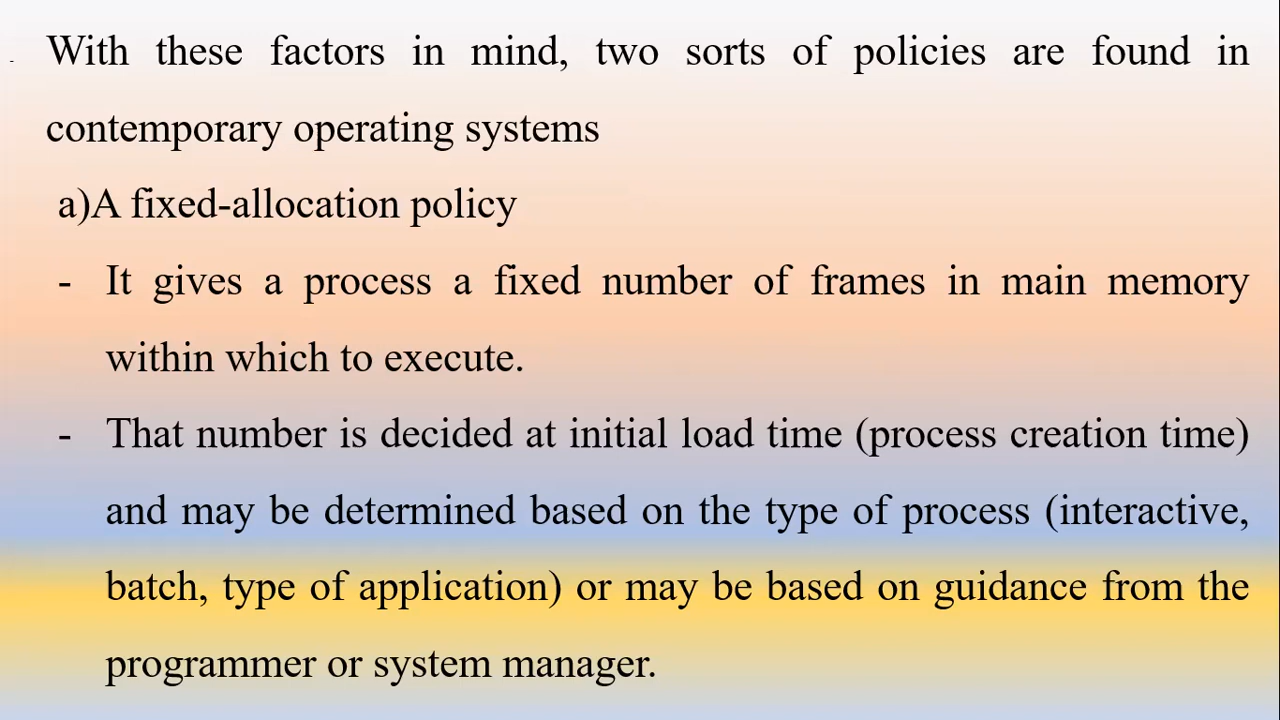 With these factors in mind, two sorts of policies are found in
contemporary operating systems
a)A fixed-allocation policy
- It gives a process a fixed number of frames in main memory
within which to execute.
- That number is decided at initial load time (process creation time)
and may be determined based on the type of process (interactive,
batch, type of application) or may be based on guidance from the
programmer or system manager.